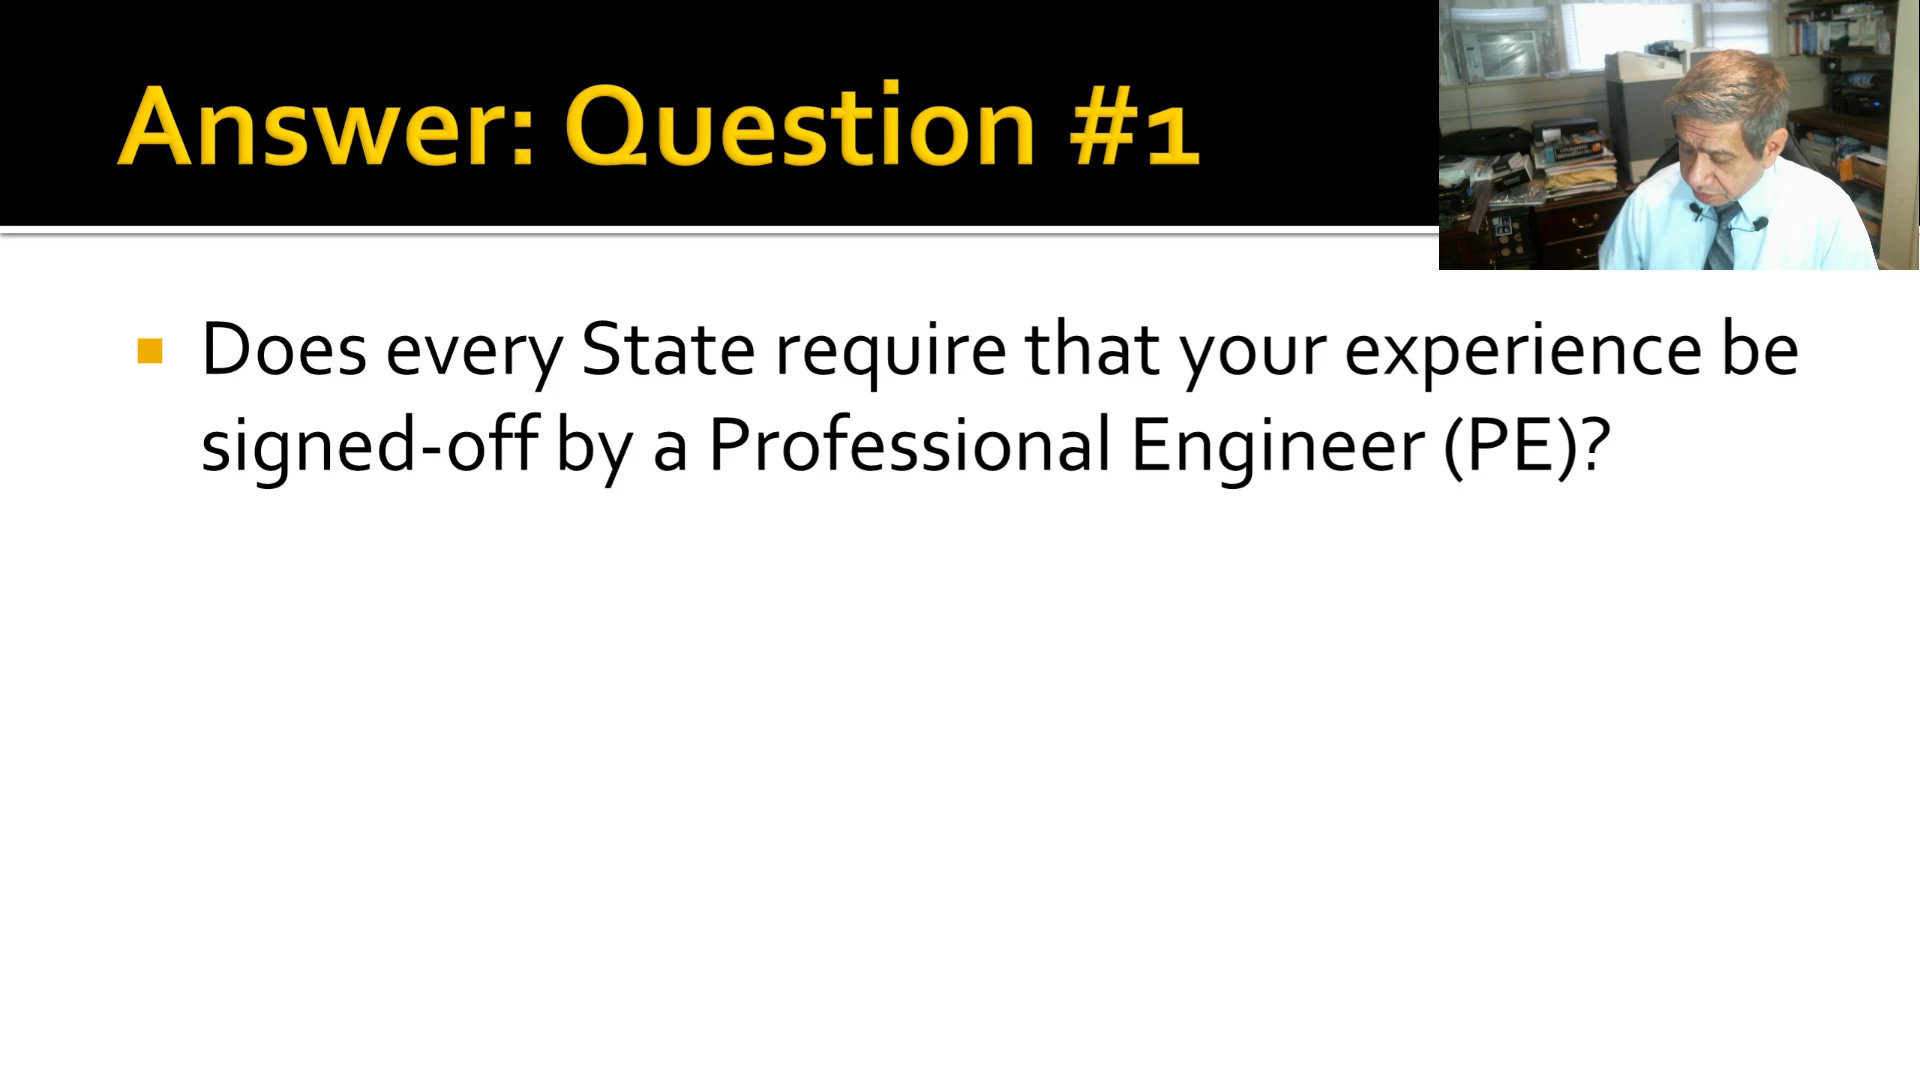 Answer: Question #1
Does every State require that your experience be
signed-off by a Professional Engineer (PE)?